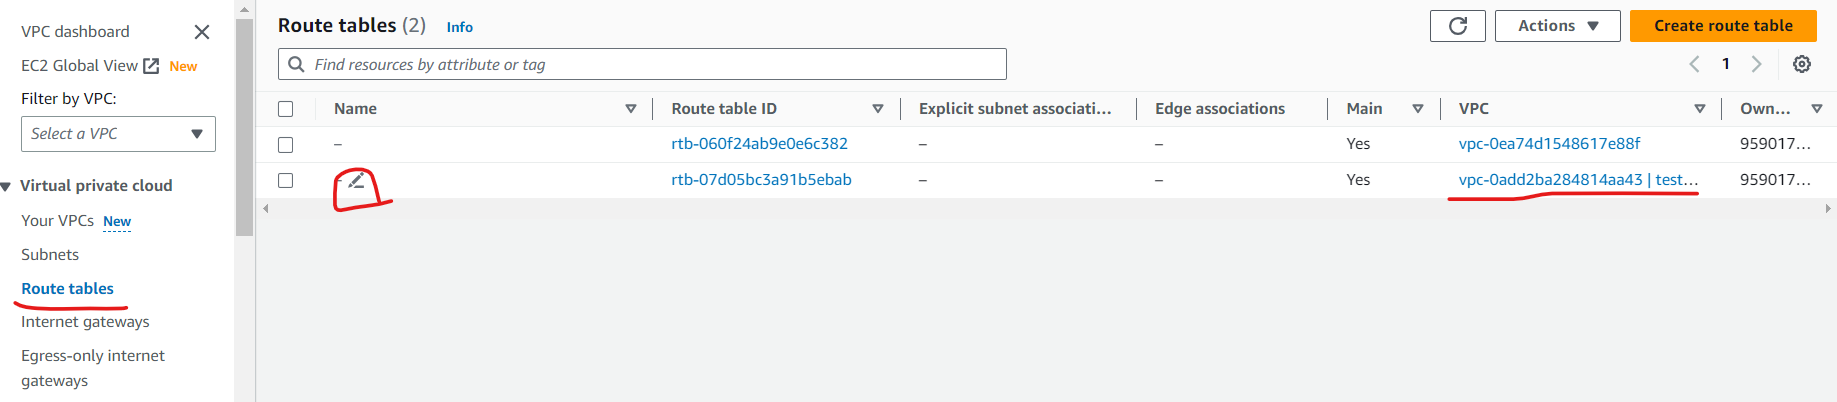 VPC dashboard
EC2 Global View New
Filter by VPC:
Select a VPC
Virtual private cloud
Your VPCs New
Subnets
Route tables
Internet gateways
Egress-only internet
gateways
Route tables (2) Info
Actions
Create route table
Find resources by attribute or tag
1
Name Route table ID Explicit subnet associati... Edge associations Main VPC Own...
– rtb-060f24ab9e0e6c382 – – Yes vpc-0ea74d1548617e88f 959017...
– rtb-07d05bc3a91b5ebab – – Yes vpc-0add2ba284814aa43 | test... 959017...